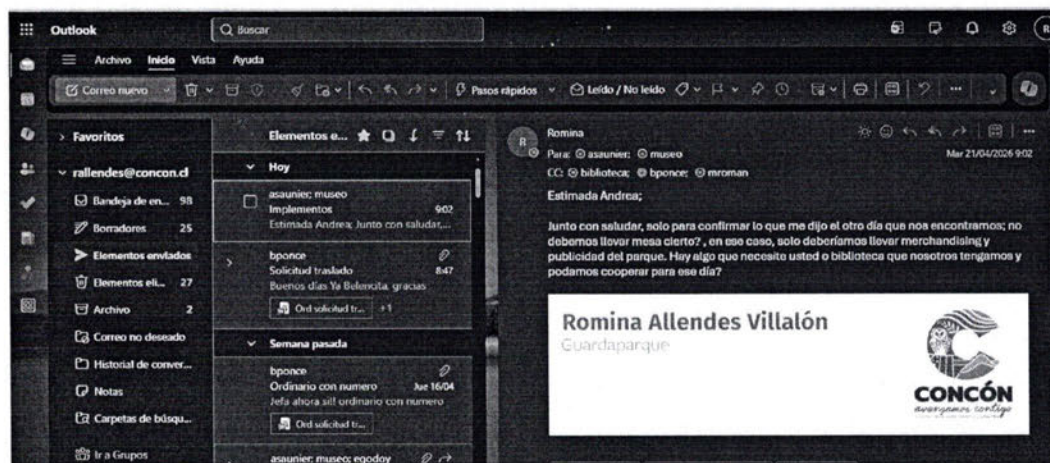 Outlook
Buscar
Archivo Inicio Vista Ayuda
Correo nuevo
Pasos rápidos
Leído / No leído
Favoritos
rallendes@concon.cl
Bandeja de en... 98
Borradores 25
Elementos enviados
Elementos eli... 27
Archivo 2
Correo no deseado
Historial de conver...
Notas
Carpetas de búsqu...
Ir a Grupos
Elementos e...
Hoy
asaunier; museo
Implementos 9:02
Estimada Andrea; Junto con saludar,...
bponce
Solicitud traslado 8:47
Buenos días Ya Belencita, gracias
Ord solicitud tr... +1
Semana pasada
bponce
Ordinario con numero Jue 16/04
Jefa ahora si!! ordinario con numero
Ord solicitud tr...
asaunier; museo; egodoy
R
Romina
Para: asaunier; museo
Mar 21/04/2026 9:02
CC: biblioteca; bponce; mroman
Estimada Andrea;
Junto con saludar, solo para confirmar lo que me dijo el otro día que nos encontramos; no
debemos llevar mesa cierto? , en ese caso, solo deberíamos llevar merchandising y
publicidad del parque. Hay algo que necesite usted o biblioteca que nosotros tengamos y
podamos cooperar para ese día?
Romina Allendes Villalón
Guardaparque
CONCÓN
avanzamos contigo